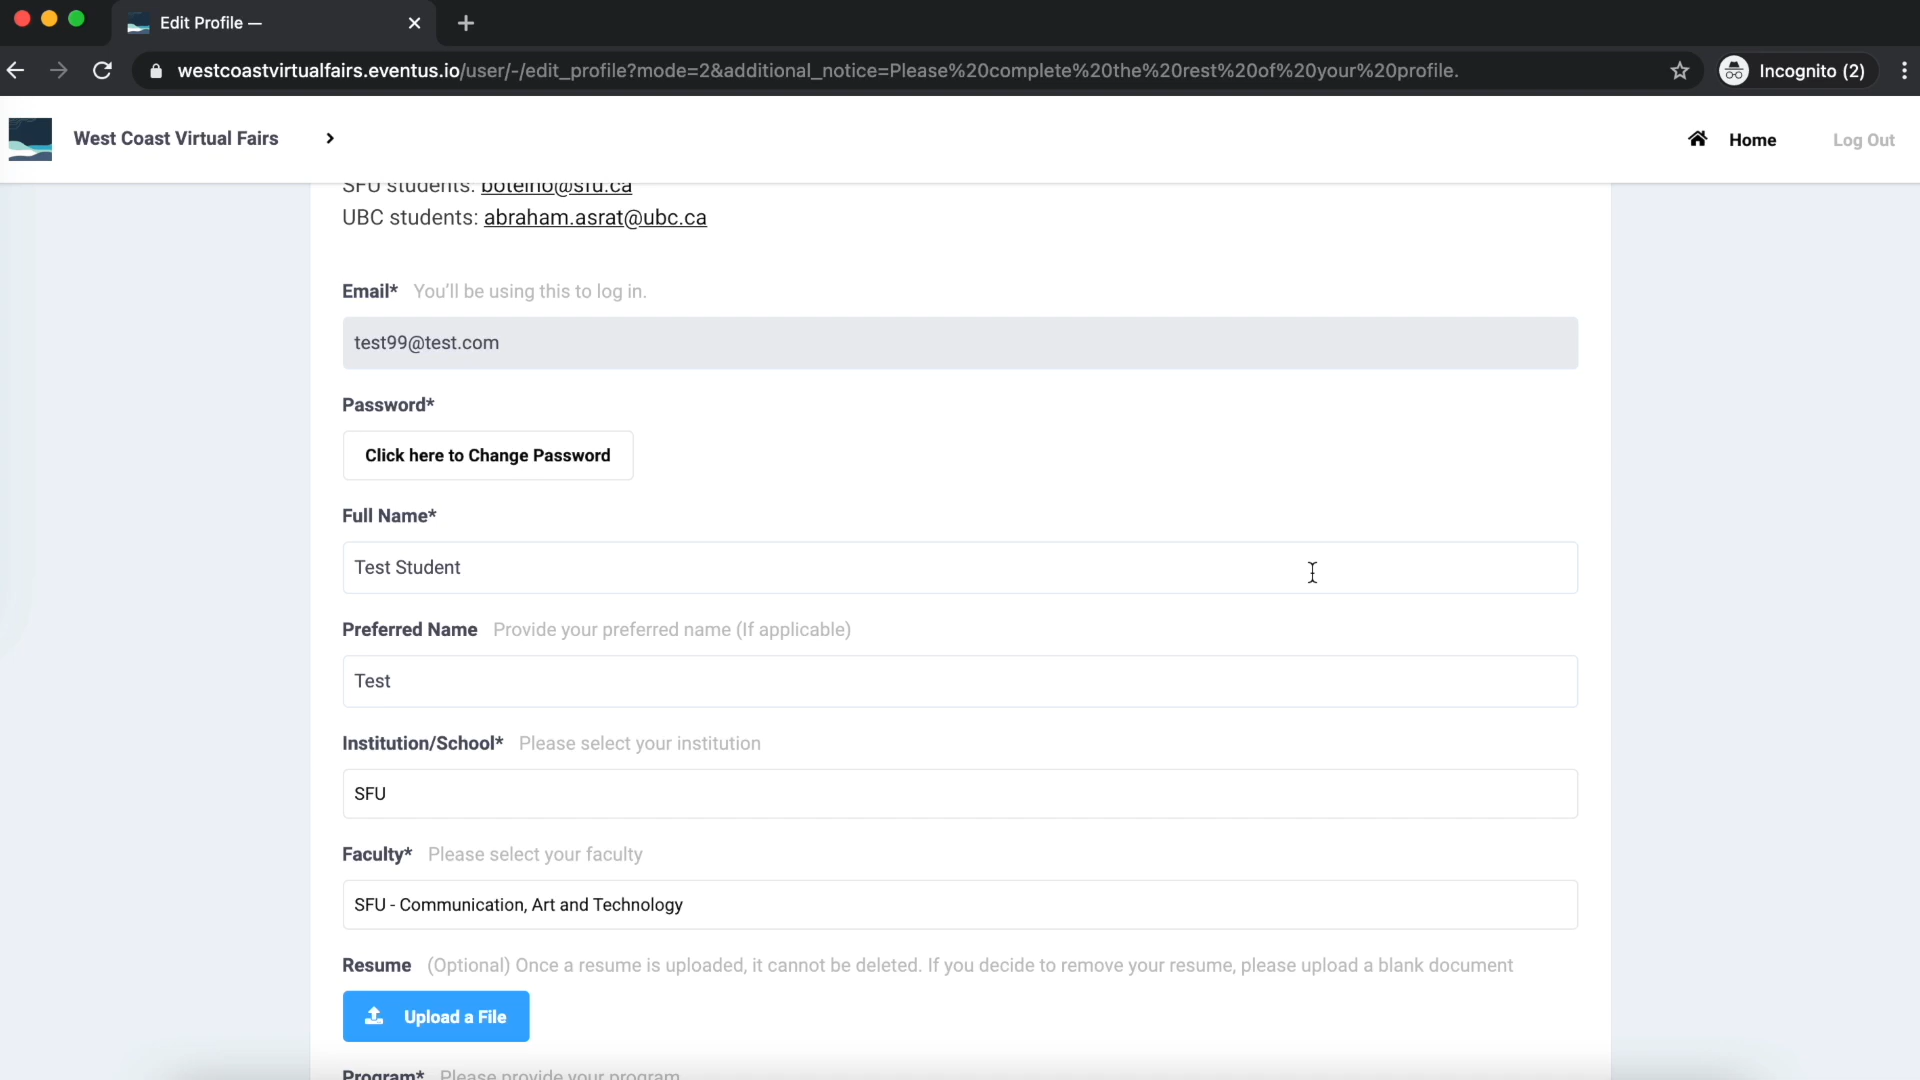 Edit Profile —
westcoastvirtualfairs.eventus.io/user/-/edit_profile?mode=2&additional_notice=Please%20complete%20the%20rest%20of%20your%20profile.
Incognito (2)
West Coast Virtual Fairs
Home
Log Out
SFU students: botelho@sfu.ca
UBC students: abraham.asrat@ubc.ca
Email* You'll be using this to log in.
test99@test.com
Password*
Click here to Change Password
Full Name*
Test Student
Preferred Name Provide your preferred name (If applicable)
Test
Institution/School* Please select your institution
SFU
Faculty* Please select your faculty
SFU - Communication, Art and Technology
Resume (Optional) Once a resume is uploaded, it cannot be deleted. If you decide to remove your resume, please upload a blank document
Upload a File
Program* Please provide your program